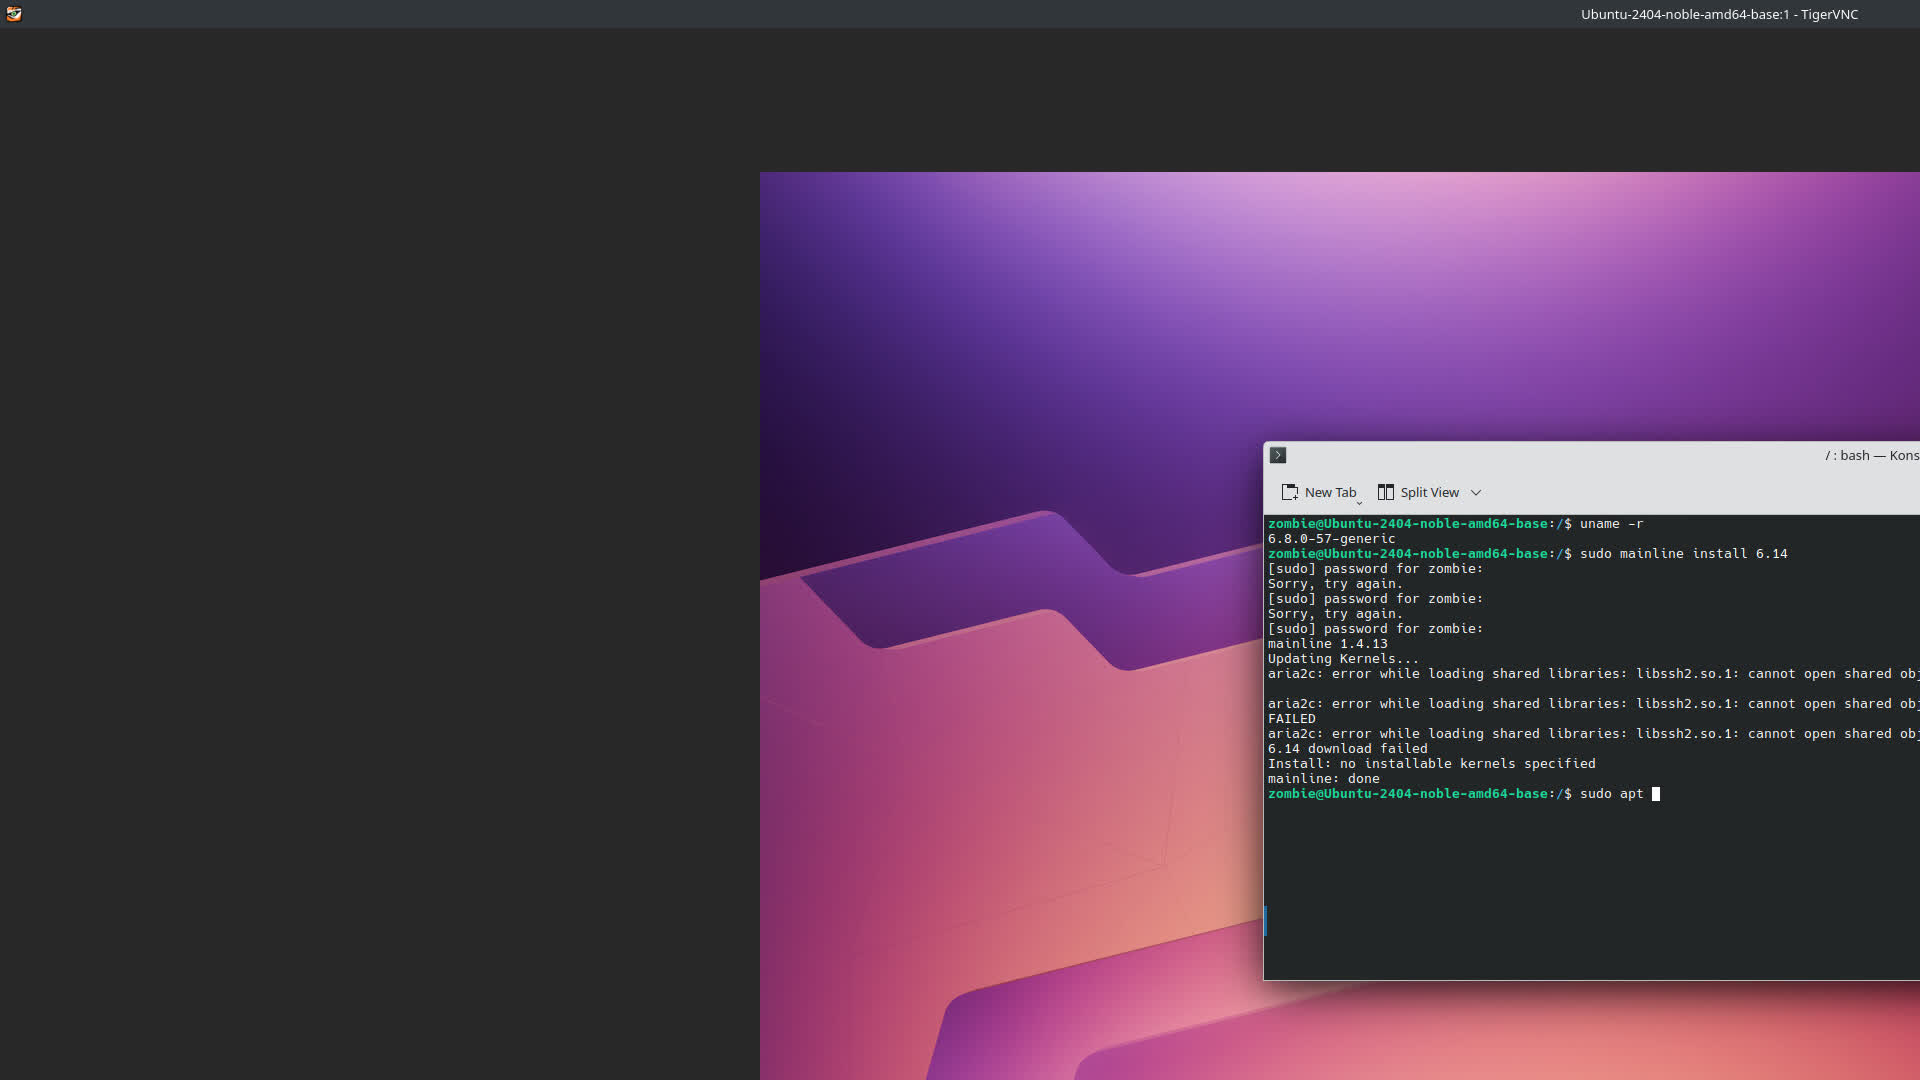 Ubuntu-2404-noble-amd64-base:1 - TigerVNC
/ : bash — Kons
New Tab
Split View
zombie@Ubuntu-2404-noble-amd64-base:/$ uname -r
6.8.0-57-generic
zombie@Ubuntu-2404-noble-amd64-base:/$ sudo mainline install 6.14
[sudo] password for zombie:
Sorry, try again.
[sudo] password for zombie:
Sorry, try again.
[sudo] password for zombie:
mainline 1.4.13
Updating Kernels...
aria2c: error while loading shared libraries: libssh2.so.1: cannot open shared obj
aria2c: error while loading shared libraries: libssh2.so.1: cannot open shared obj
FAILED
aria2c: error while loading shared libraries: libssh2.so.1: cannot open shared obj
6.14 download failed
Install: no installable kernels specified
mainline: done
zombie@Ubuntu-2404-noble-amd64-base:/$ sudo apt